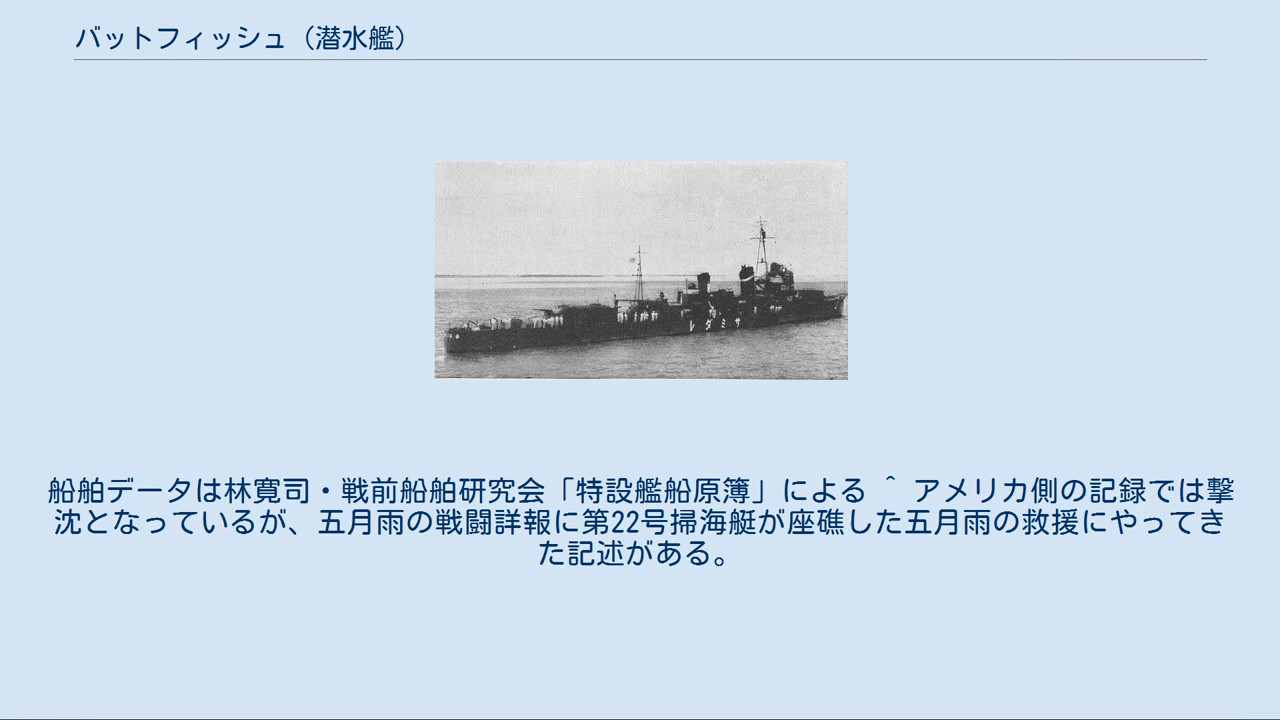 バットフィッシュ（潜水艦）
レダミサ
船舶データは林寛司・戦前船舶研究会「特設艦船原簿」による ^ アメリカ側の記録では撃
沈となっているが、五月雨の戦闘詳報に第22号掃海艇が座礁した五月雨の救援にやってき
た記述がある。